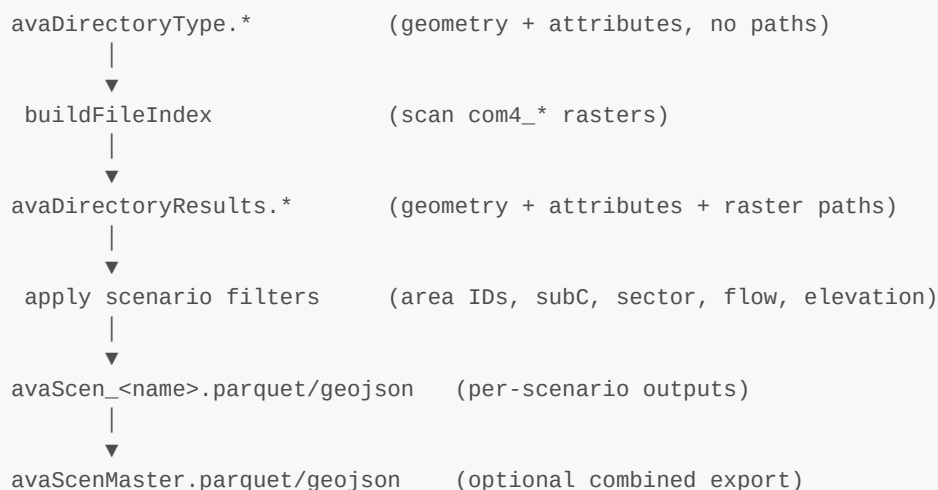 avaDirectoryType.* (geometry + attributes, no paths)
│
▼
buildFileIndex (scan com4_* rasters)
│
▼
avaDirectoryResults.* (geometry + attributes + raster paths)
│
▼
apply scenario filters (area IDs, subC, sector, flow, elevation)
│
▼
avaScen_<name>.parquet/geojson (per-scenario outputs)
│
▼
avaScenMaster.parquet/geojson (optional combined export)